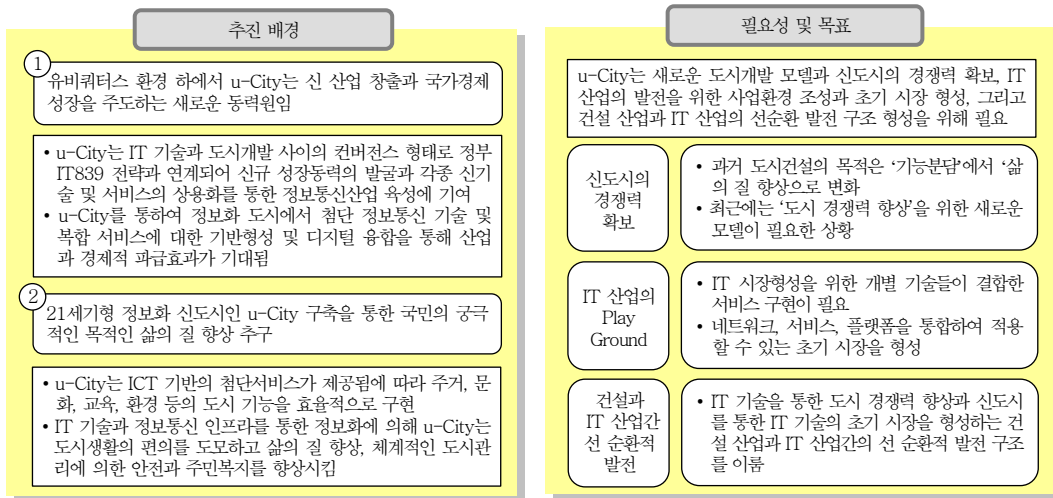 추진 배경
1
유비쿼터스 환경 하에서 u-City는 신 산업 창출과 국가경제
성장을 주도하는 새로운 동력원임
• u-City는 IT 기술과 도시개발 사이의 컨버전스 형태로 정부
IT839 전략과 연계되어 신규 성장동력의 발굴과 각종 신기
술 및 서비스의 상용화를 통한 정보통신산업 육성에 기여
• u-City를 통하여 정보화 도시에서 첨단 정보통신 기술 및
복합 서비스에 대한 기반형성 및 디지털 융합을 통해 산업
과 경제적 파급효과가 기대됨
2
21세기형 정보화 신도시인 u-City 구축을 통한 국민의 궁극
적인 목적인 삶의 질 향상 추구
• u-City는 ICT 기반의 첨단서비스가 제공됨에 따라 주거, 문
화, 교육, 환경 등의 도시 기능을 효율적으로 구현
• IT 기술과 정보통신 인프라를 통한 정보화에 의해 u-City는
도시생활의 편의를 도모하고 삶의 질 향상, 체계적인 도시관
리에 의한 안전과 주민복지를 향상시킴
필요성 및 목표
u-City는 새로운 도시개발 모델과 신도시의 경쟁력 확보, IT
산업의 발전을 위한 사업환경 조성과 초기 시장 형성, 그리고
건설 산업과 IT 산업의 선순환 발전 구조 형성을 위해 필요
신도시의
경쟁력
확보
• 과거 도시건설의 목적은 '기능분담'에서 '삶
의 질 향상으로 변화
• 최근에는 '도시 경쟁력 향상'을 위한 새로운
모델이 필요한 상황
IT 산업의
Play
Ground
• IT 시장형성을 위한 개별 기술들이 결합한
서비스 구현이 필요
• 네트워크, 서비스, 플랫폼을 통합하여 적용
할 수 있는 초기 시장을 형성
건설과
IT 산업간
선 순환적
발전
• IT 기술을 통한 도시 경쟁력 향상과 신도시
를 통한 IT 기술의 초기 시장을 형성하는 건
설 산업과 IT 산업간의 선 순환적 발전 구조
를 이룸